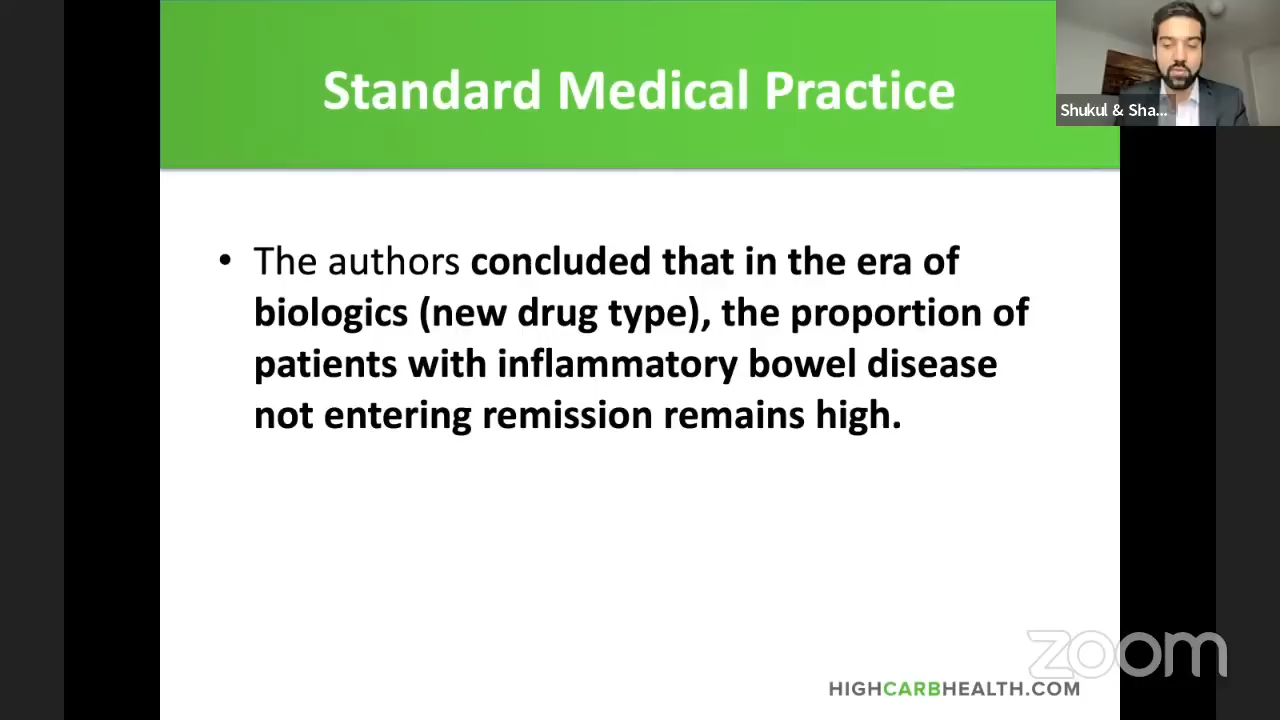 Standard Medical Practice
Shukul & Sha...
• The authors concluded that in the era of
biologics (new drug type), the proportion of
patients with inflammatory bowel disease
not entering remission remains high.
zoom
HIGHCARBHEALTH.COM